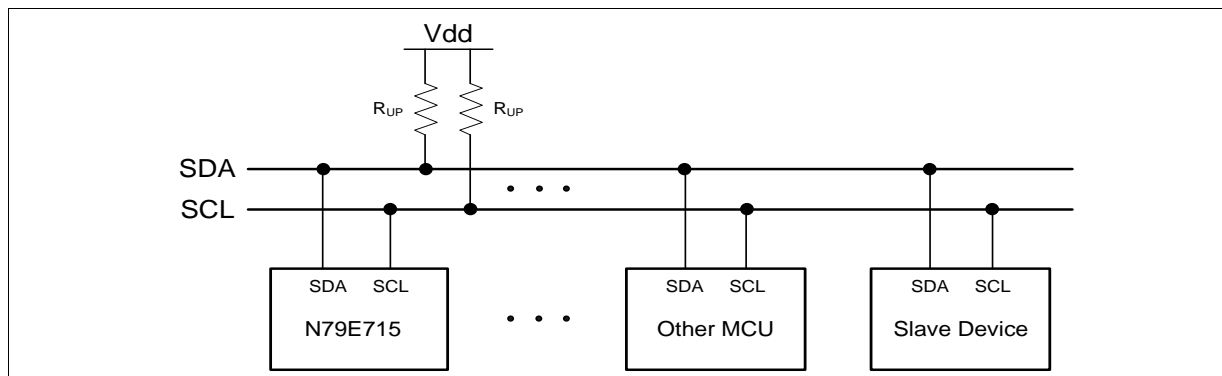 Vdd
RUP RUP
SDA
SCL
SDA SCL SDA SCL SDA SCL
N79E715 Other MCU Slave Device